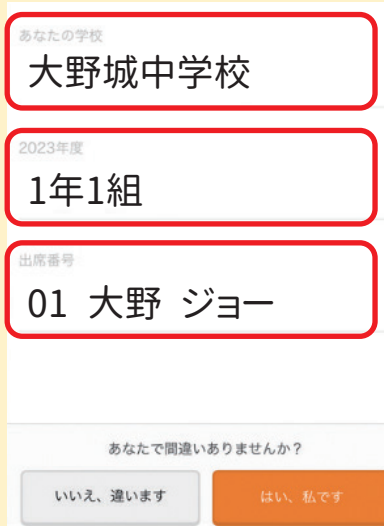 あなたの学校
大野城中学校
2023年度
1年1組
出席番号
01 大野 ジョー
あなたで間違いありませんか？
いいえ、違います
はい、私です